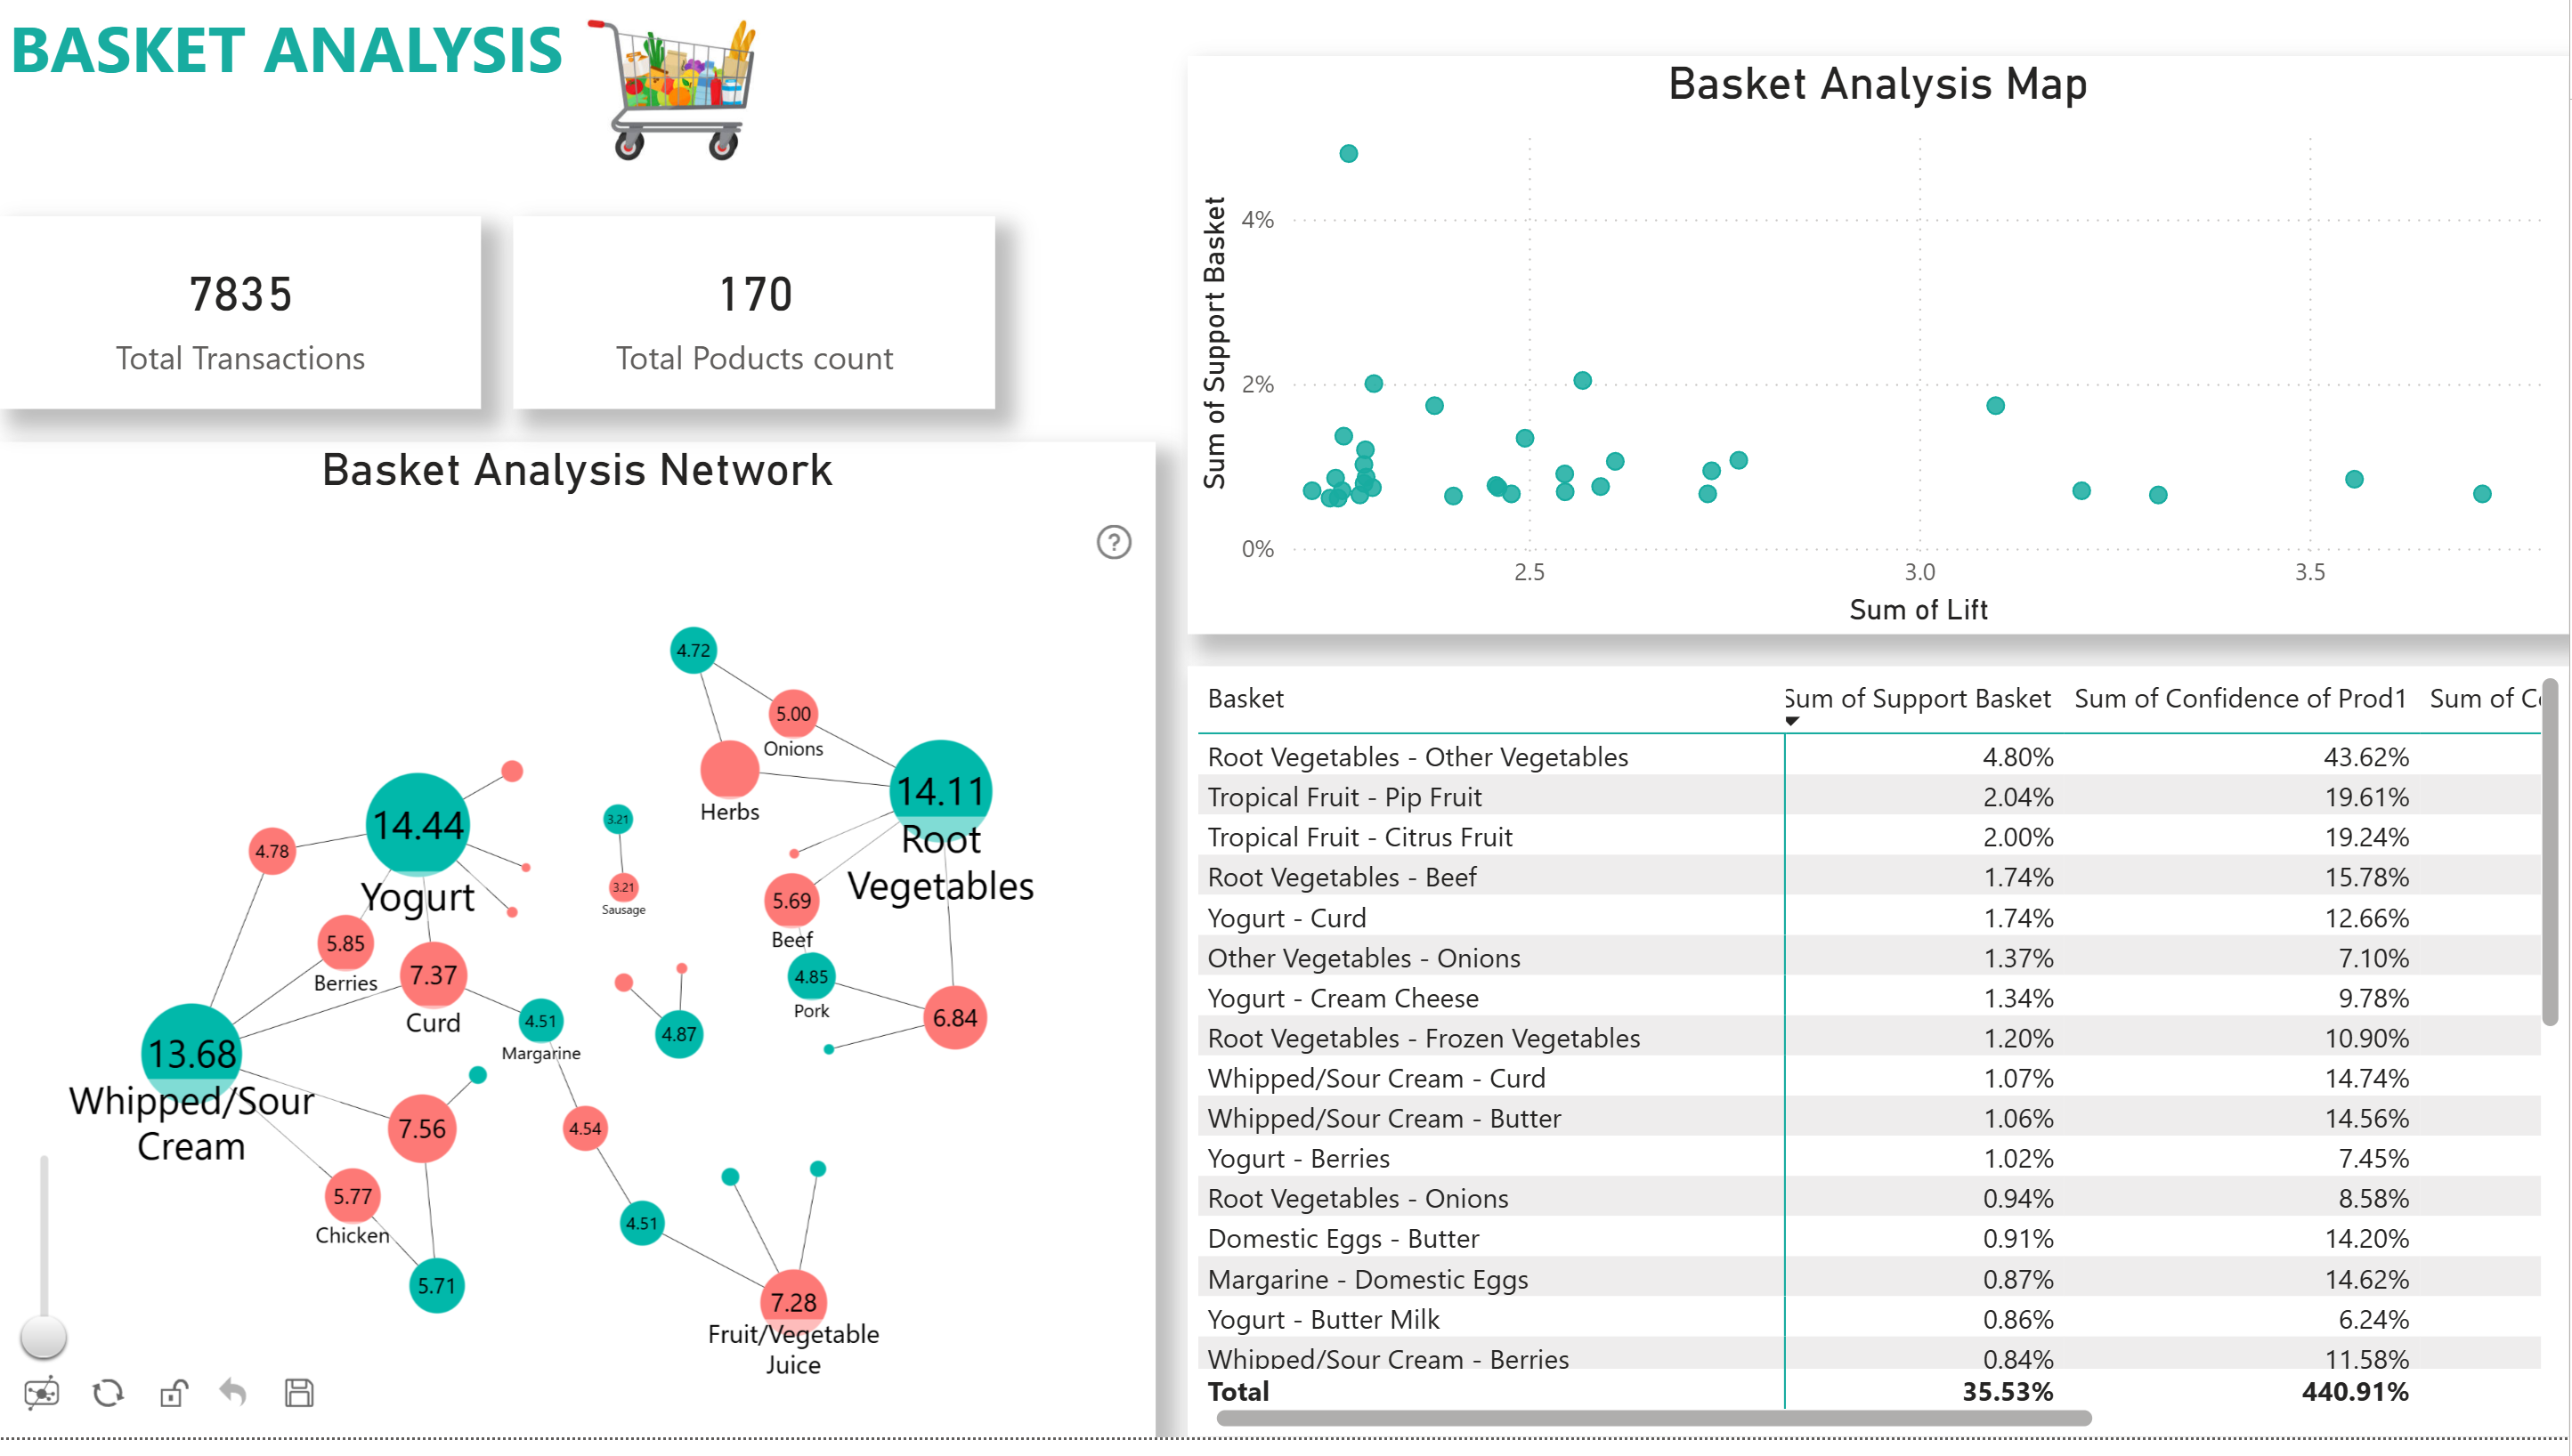 BASKET ANALYSIS
7835
Total Transactions
170
Total Poducts count
Basket Analysis Network
?
4.72
5.00
Onions
Herbs
14.11
Root
Vegetables
14.44
Yogurt
4.78
3.21
3.21
Sausage
5.69
Beef
5.85
Berries
7.37
Curd
4.85
Pork
4.51
Margarine
4.87
6.84
13.68
Whipped/Sour
Cream
7.56
4.54
5.77
Chicken
4.51
5.71
7.28
Fruit/Vegetable
Juice
Basket Analysis Map
Sum of Support Basket
4%
2%
0%
2.5 3.0 3.5
Sum of Lift
Basket Sum of Support Basket Sum of Confidence of Prod1 Sum of Co
Root Vegetables - Other Vegetables 4.80% 43.62%
Tropical Fruit - Pip Fruit 2.04% 19.61%
Tropical Fruit - Citrus Fruit 2.00% 19.24%
Root Vegetables - Beef 1.74% 15.78%
Yogurt - Curd 1.74% 12.66%
Other Vegetables - Onions 1.37% 7.10%
Yogurt - Cream Cheese 1.34% 9.78%
Root Vegetables - Frozen Vegetables 1.20% 10.90%
Whipped/Sour Cream - Curd 1.07% 14.74%
Whipped/Sour Cream - Butter 1.06% 14.56%
Yogurt - Berries 1.02% 7.45%
Root Vegetables - Onions 0.94% 8.58%
Domestic Eggs - Butter 0.91% 14.20%
Margarine - Domestic Eggs 0.87% 14.62%
Yogurt - Butter Milk 0.86% 6.24%
Whipped/Sour Cream - Berries 0.84% 11.58%
Total 35.53% 440.91%